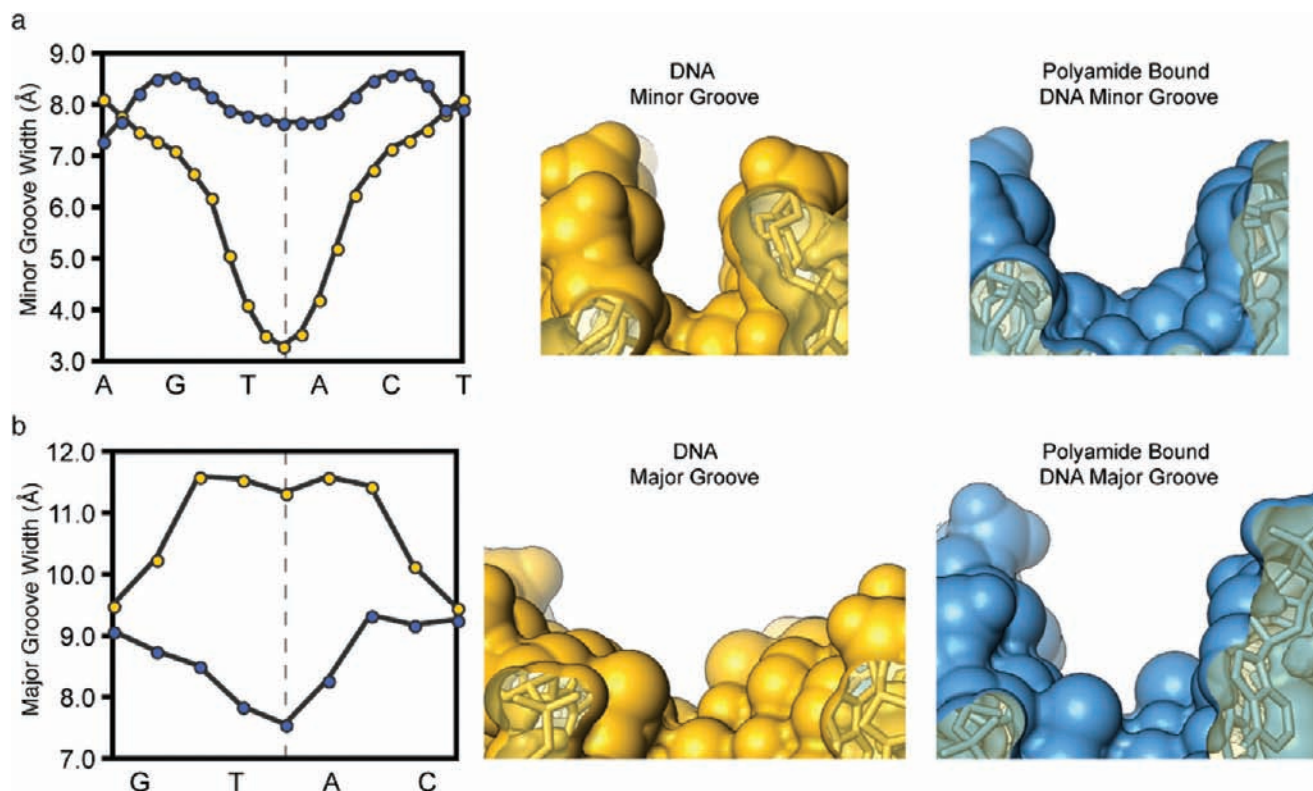 a
Minor Groove Width (Å)
9.0
8.0
7.0
6.0
5.0
4.0
3.0
A G T A C T
DNA
Minor Groove
Polyamide Bound
DNA Minor Groove
b
Major Groove Width (Å)
12.0
11.0
10.0
9.0
8.0
7.0
G T A C
DNA
Major Groove
Polyamide Bound
DNA Major Groove